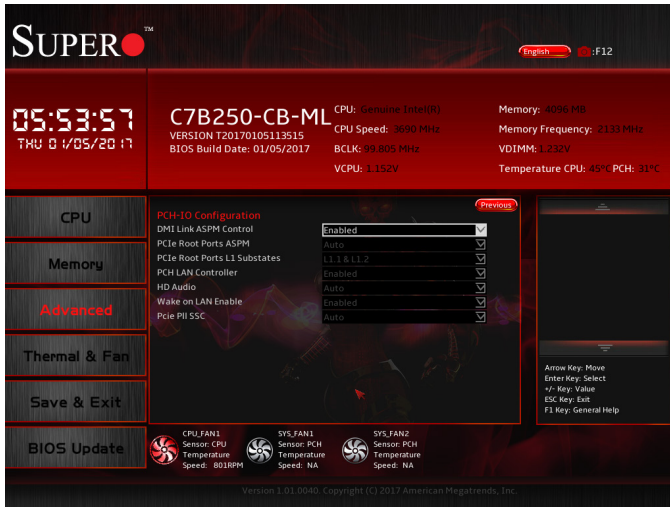 SUPER TM
English :F12
05:53:57
THU 01/05/2017
C7B250-CB-ML
VERSION T20170105113515
BIOS Build Date: 01/05/2017
CPU: Genuine Intel(R)
CPU Speed: 3690 MHz
BCLK: 99.805 MHz
VCPU: 1.152V
Memory: 4096 MB
Memory Frequency: 2133 MHz
VDIMM: 1.232V
Temperature CPU: 45°C PCH: 31°C
CPU
Memory
Advanced
Thermal & Fan
Save & Exit
BIOS Update
Previous
PCH-IO Configuration
DMI Link ASPM Control Enabled
PCIe Root Ports ASPM Auto
PCIe Root Ports L1 Substates L1.1 & L1.2
PCH LAN Controller Enabled
HD Audio Auto
Wake on LAN Enable Enabled
Pcie Pll SSC Auto
Arrow Key: Move
Enter Key: Select
+/- Key: Value
ESC Key: Exit
F1 Key: General Help
CPU_FAN1
Sensor: CPU
Temperature
Speed: 801RPM
SYS_FAN1
Sensor: PCH
Temperature
Speed: NA
SYS_FAN2
Sensor: PCH
Temperature
Speed: NA
Version 1.01.0040. Copyright (C) 2017 American Megatrends, Inc.